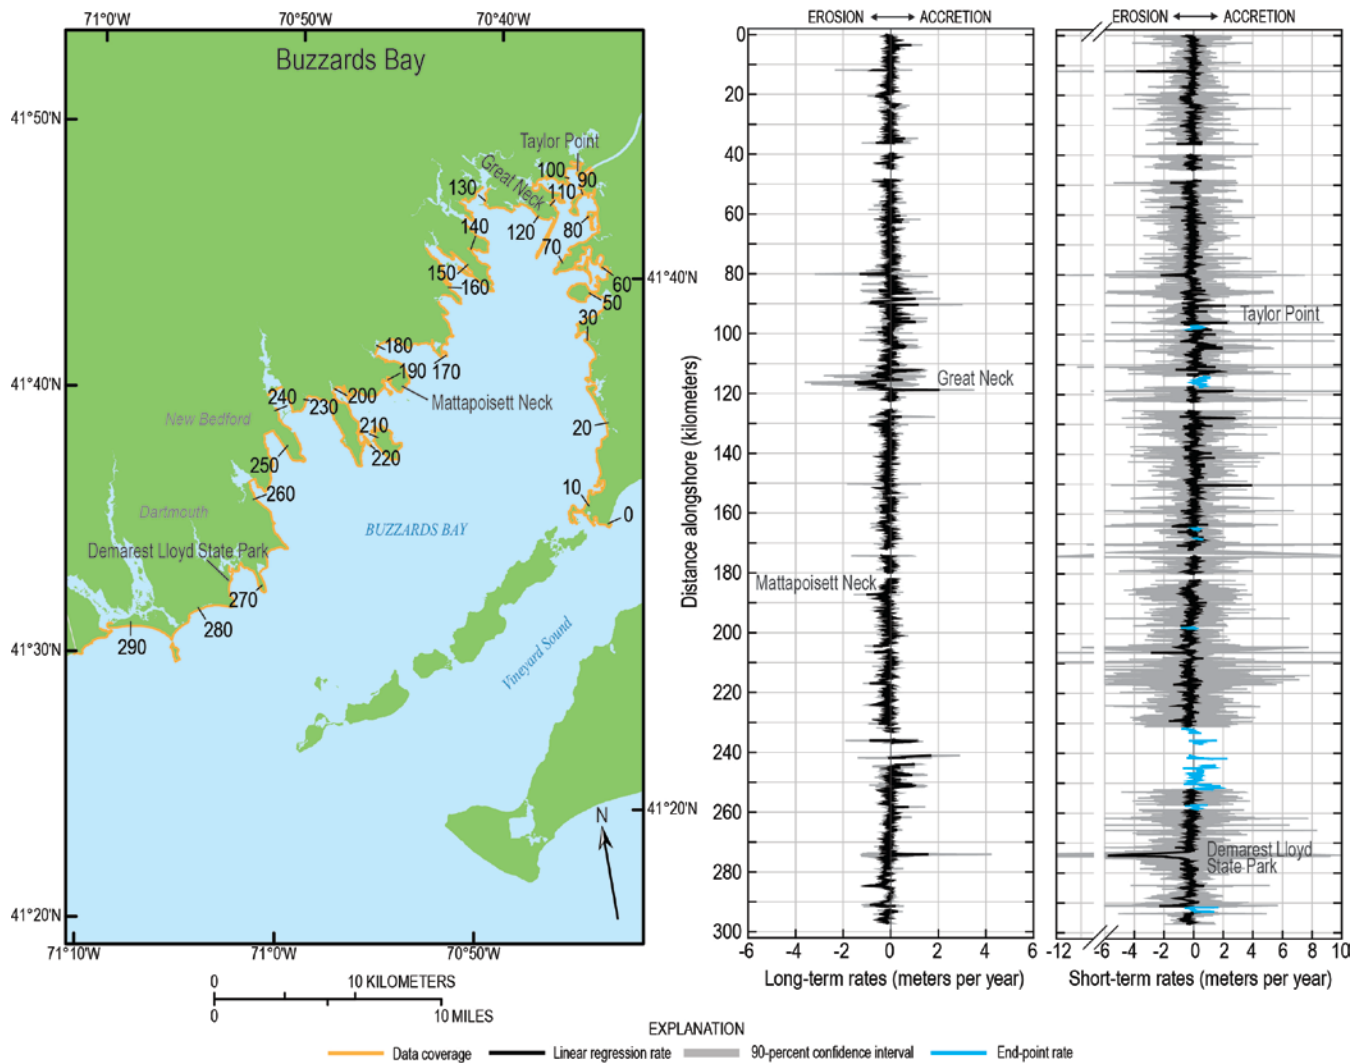 71°0'W 70°50'W 70°40'W
Buzzards Bay
41°50'N
Taylor Point
Great Neck
100
90
130
110
140
120
80
70
150
160
60
50
30
41°40'N
180
190
170
41°40'N
200
240
230
Mattapoisett Neck
New Bedford
210
20
220
250
260
10
0
Dartmouth
BUZZARDS BAY
Demarest Lloyd State Park
270
280
290
41°30'N
Vineyard Sound
41°20'N
N
41°20'N
71°10'W 71°0'W 70°50'W
0 10 KILOMETERS
0 10 MILES
EROSION ACCRETION
0
20
40
60
80
100
120
140
160
180
200
220
240
260
280
300
Distance alongshore (kilometers)
Great Neck
Mattapoisett Neck
-6 -4 -2 0 2 4 6
Long-term rates (meters per year)
EROSION ACCRETION
Taylor Point
Demarest Lloyd
State Park
-12 -6 -4 -2 0 2 4 6 8 10
Short-term rates (meters per year)
EXPLANATION
Data coverage Linear regression rate 90-percent confidence interval End-point rate